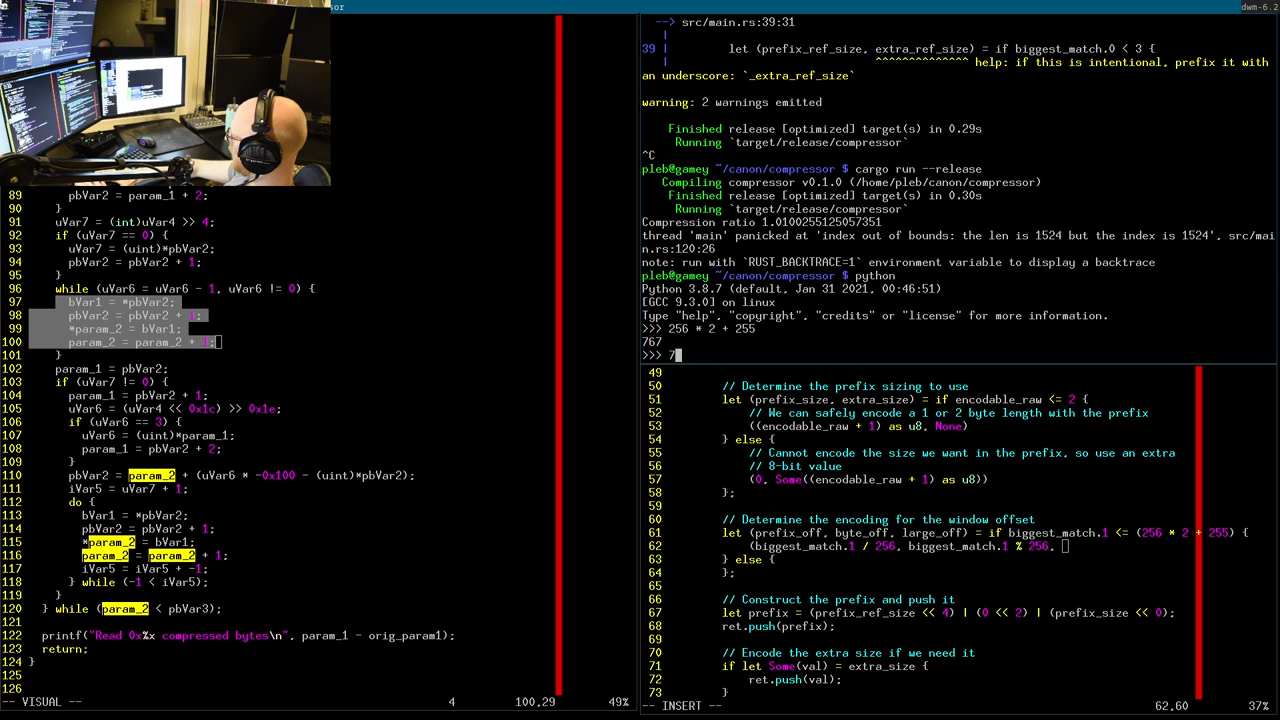 sor
dwm-6.2
89 pbVar2 = param_1 + 2;
90 }
91 uVar7 = (int)uVar4 >> 4;
92 if (uVar7 == 0) {
93 uVar7 = (uint)*pbVar2;
94 pbVar2 = pbVar2 + 1;
95 }
96 while (uVar6 = uVar6 - 1, uVar6 != 0) {
97 bVar1 = *pbVar2;
98 pbVar2 = pbVar2 + 1;
99 *param_2 = bVar1;
100 param_2 = param_2 + 1;
101 }
102 param_1 = pbVar2;
103 if (uVar7 != 0) {
104 param_1 = pbVar2 + 1;
105 uVar6 = (uVar4 << 0x1c) >> 0x1e;
106 if (uVar6 == 3) {
107 uVar6 = (uint)*param_1;
108 param_1 = pbVar2 + 2;
109 }
110 pbVar2 = param_2 + (uVar6 * -0x100 - (uint)*pbVar2);
111 iVar5 = uVar7 + 1;
112 do {
113 bVar1 = *pbVar2;
114 pbVar2 = pbVar2 + 1;
115 *param_2 = bVar1;
116 param_2 = param_2 + 1;
117 iVar5 = iVar5 + -1;
118 } while (-1 < iVar5);
119 }
120 } while (param_2 < pbVar3);
121
122 printf("Read 0x%x compressed bytes\n", param_1 - orig_param1);
123 return;
124 }
125
126
-- VISUAL -- 4 100,29 49%
--> src/main.rs:39:31
|
39 | let (prefix_ref_size, extra_ref_size) = if biggest_match.0 < 3 {
| ^^^^^^^^^^^^^^ help: if this is intentional, prefix it with
an underscore: `_extra_ref_size`
warning: 2 warnings emitted
Finished release [optimized] target(s) in 0.29s
Running `target/release/compressor`
^C
pleb@gamey ~/canon/compressor $ cargo run --release
Compiling compressor v0.1.0 (/home/pleb/canon/compressor)
Finished release [optimized] target(s) in 0.30s
Running `target/release/compressor`
Compression ratio 1.0100255125057351
thread 'main' panicked at 'index out of bounds: the len is 1524 but the index is 1524', src/mai
n.rs:120:26
note: run with `RUST_BACKTRACE=1` environment variable to display a backtrace
pleb@gamey ~/canon/compressor $ python
Python 3.8.7 (default, Jan 31 2021, 00:46:51)
[GCC 9.3.0] on linux
Type "help", "copyright", "credits" or "license" for more information.
>>> 256 * 2 + 255
767
>>> 7
49
50 // Determine the prefix sizing to use
51 let (prefix_size, extra_size) = if encodable_raw <= 2 {
52 // We can safely encode a 1 or 2 byte length with the prefix
53 ((encodable_raw + 1) as u8, None)
54 } else {
55 // Cannot encode the size we want in the prefix, so use an extra
56 // 8-bit value
57 (0, Some((encodable_raw + 1) as u8))
58 };
59
60 // Determine the encoding for the window offset
61 let (prefix_off, byte_off, large_off) = if biggest_match.1 <= (256 * 2 + 255) {
62 (biggest_match.1 / 256, biggest_match.1 % 256,
63 } else {
64 };
65
66 // Construct the prefix and push it
67 let prefix = (prefix_ref_size << 4) | (0 << 2) | (prefix_size << 0);
68 ret.push(prefix);
69
70 // Encode the extra size if we need it
71 if let Some(val) = extra_size {
72 ret.push(val);
73 }
-- INSERT -- 62,60 37%